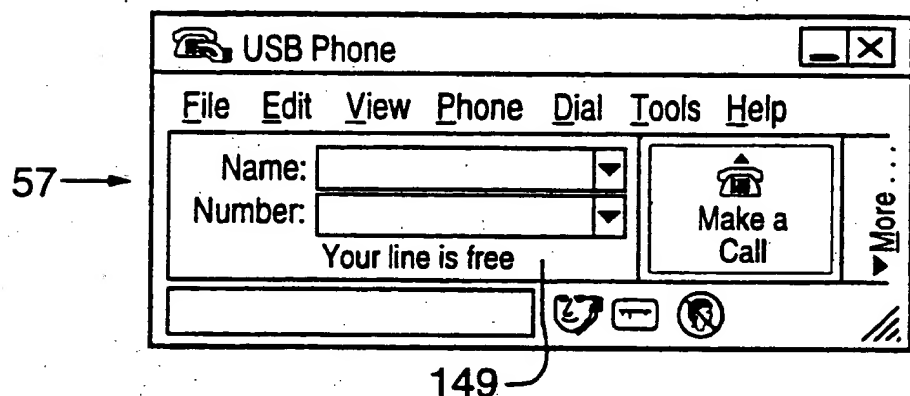 USB Phone
File Edit View Phone Dial Tools Help
57
Name:
Number:
Your line is free
Make a
Call
More...
149